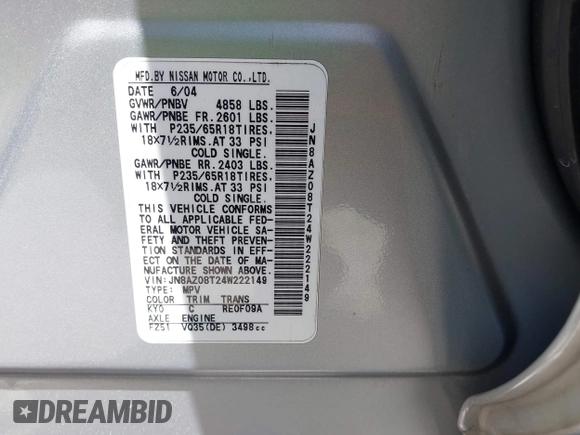 MFD.BY NISSAN MOTOR CO.,LTD.
DATE 6/04
GVWR/PNBV 4858 LBS.
GAWR/PNBE FR. 2601 LBS.
WITH P235/65R18TIRES.
18X7½RIMS. AT 33 PSI
COLD SINGLE.
GAWR/PNBE RR. 2403 LBS.
WITH P235/65R18TIRES.
18X7½RIMS. AT 33 PSI
COLD SINGLE.
THIS VEHICLE CONFORMS
TO ALL APPLICABLE FED-
ERAL MOTOR VEHICLE SA-
FETY AND THEFT PREVEN-
TION STANDARDS IN EFF-
ECT ON THE DATE OF MA-
NUFACTURE SHOWN ABOVE.
VIN:JN8AZ08T24W222149
TYPE: MPV
COLOR TRIM TRANS
KY0 C RE0F09A
AXLE ENGINE
FZ51 VQ35(DE) 3498cc
JN8AZ08T24W222149
DREAMBID